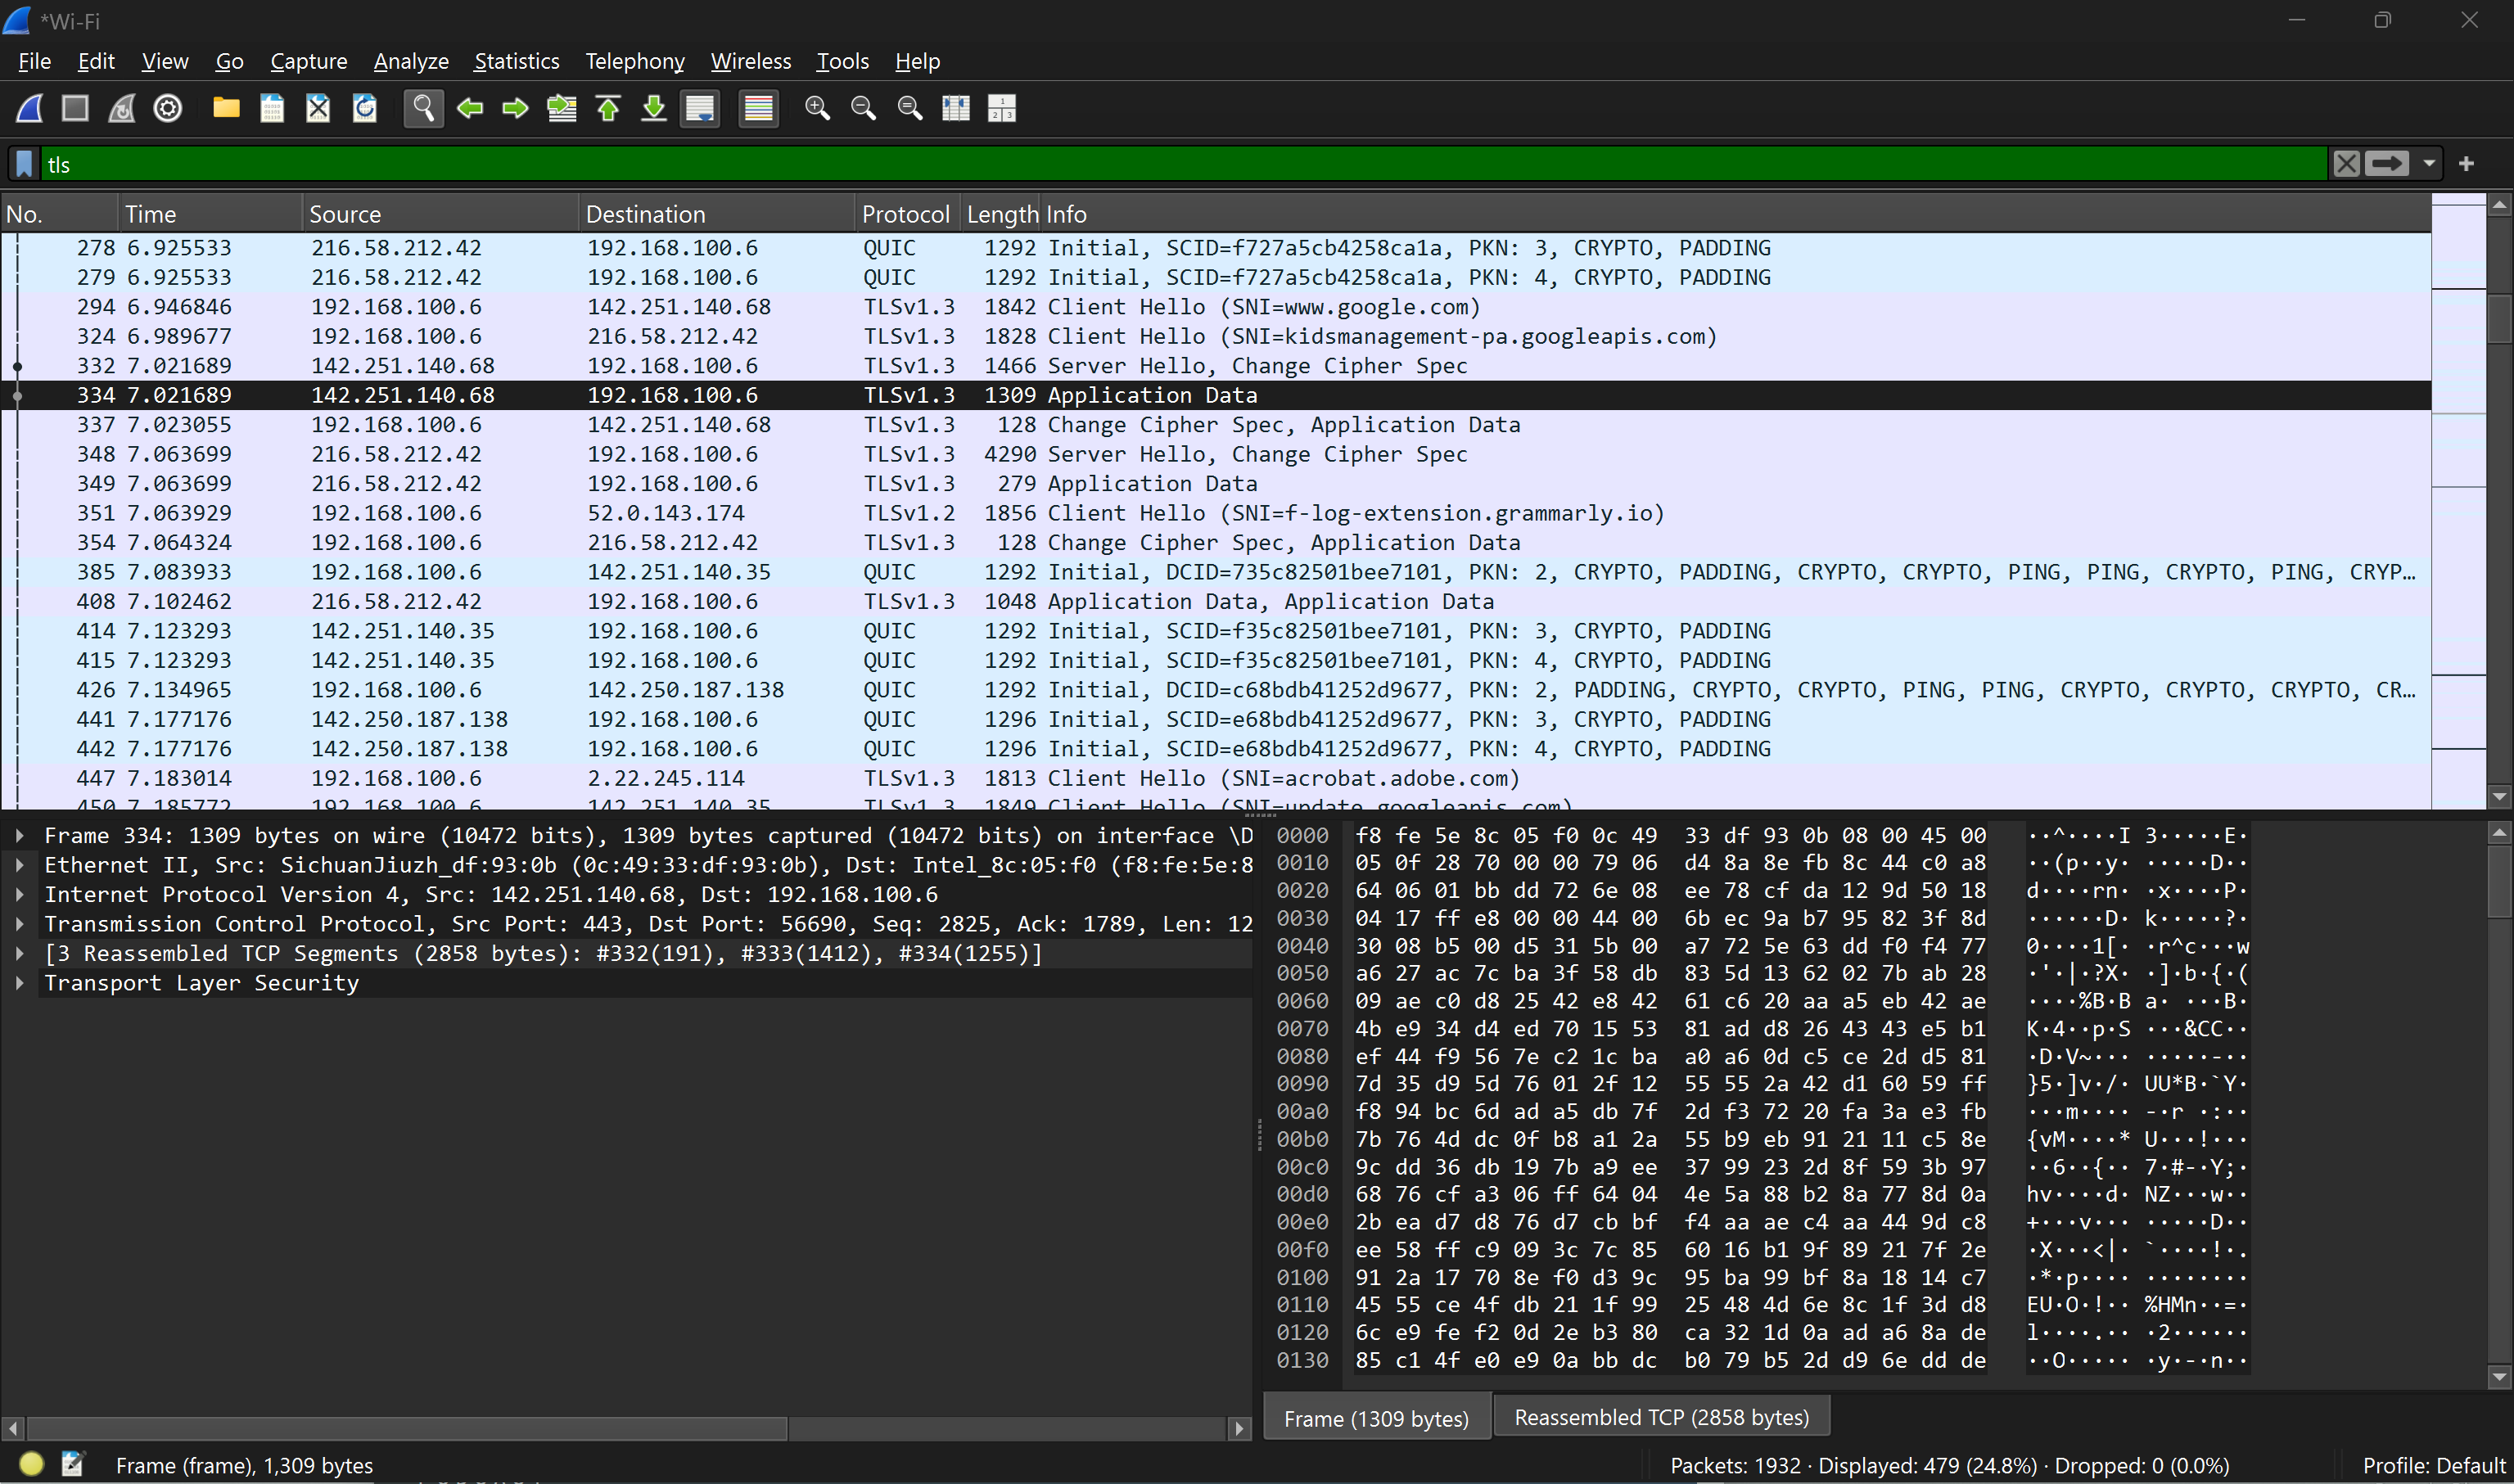 *Wi-Fi
File Edit View Go Capture Analyze Statistics Telephony Wireless Tools Help
tls
No. Time Source Destination Protocol Length Info
278 6.925533 216.58.212.42 192.168.100.6 QUIC 1292 Initial, SCID=f727a5cb4258ca1a, PKN: 3, CRYPTO, PADDING
279 6.925533 216.58.212.42 192.168.100.6 QUIC 1292 Initial, SCID=f727a5cb4258ca1a, PKN: 4, CRYPTO, PADDING
294 6.946846 192.168.100.6 142.251.140.68 TLSv1.3 1842 Client Hello (SNI=www.google.com)
324 6.989677 192.168.100.6 216.58.212.42 TLSv1.3 1828 Client Hello (SNI=kidsmanagement-pa.googleapis.com)
332 7.021689 142.251.140.68 192.168.100.6 TLSv1.3 1466 Server Hello, Change Cipher Spec
334 7.021689 142.251.140.68 192.168.100.6 TLSv1.3 1309 Application Data
337 7.023055 192.168.100.6 142.251.140.68 TLSv1.3 128 Change Cipher Spec, Application Data
348 7.063699 216.58.212.42 192.168.100.6 TLSv1.3 4290 Server Hello, Change Cipher Spec
349 7.063699 216.58.212.42 192.168.100.6 TLSv1.3 279 Application Data
351 7.063929 192.168.100.6 52.0.143.174 TLSv1.2 1856 Client Hello (SNI=f-log-extension.grammarly.io)
354 7.064324 192.168.100.6 216.58.212.42 TLSv1.3 128 Change Cipher Spec, Application Data
385 7.083933 192.168.100.6 142.251.140.35 QUIC 1292 Initial, DCID=735c82501bee7101, PKN: 2, CRYPTO, PADDING, CRYPTO, CRYPTO, PING, PING, CRYPTO, PING, CRYP…
408 7.102462 216.58.212.42 192.168.100.6 TLSv1.3 1048 Application Data, Application Data
414 7.123293 142.251.140.35 192.168.100.6 QUIC 1292 Initial, SCID=f35c82501bee7101, PKN: 3, CRYPTO, PADDING
415 7.123293 142.251.140.35 192.168.100.6 QUIC 1292 Initial, SCID=f35c82501bee7101, PKN: 4, CRYPTO, PADDING
426 7.134965 192.168.100.6 142.250.187.138 QUIC 1292 Initial, DCID=c68bdb41252d9677, PKN: 2, PADDING, CRYPTO, CRYPTO, PING, PING, CRYPTO, CRYPTO, CRYPTO, CR…
441 7.177176 142.250.187.138 192.168.100.6 QUIC 1296 Initial, SCID=e68bdb41252d9677, PKN: 3, CRYPTO, PADDING
442 7.177176 142.250.187.138 192.168.100.6 QUIC 1296 Initial, SCID=e68bdb41252d9677, PKN: 4, CRYPTO, PADDING
447 7.183014 192.168.100.6 2.22.245.114 TLSv1.3 1813 Client Hello (SNI=acrobat.adobe.com)
450 7.185772 192.168.100.6 142.251.140.35 TLSv1.3 1849 Client Hello (SNI=update.googleapis.com)
Frame 334: 1309 bytes on wire (10472 bits), 1309 bytes captured (10472 bits) on interface \D
Ethernet II, Src: SichuanJiuzh_df:93:0b (0c:49:33:df:93:0b), Dst: Intel_8c:05:f0 (f8:fe:5e:8
Internet Protocol Version 4, Src: 142.251.140.68, Dst: 192.168.100.6
Transmission Control Protocol, Src Port: 443, Dst Port: 56690, Seq: 2825, Ack: 1789, Len: 12
[3 Reassembled TCP Segments (2858 bytes): #332(191), #333(1412), #334(1255)]
Transport Layer Security
0000 f8 fe 5e 8c 05 f0 0c 49 33 df 93 0b 08 00 45 00 ··^····I 3·····E·
0010 05 0f 28 70 00 00 79 06 d4 8a 8e fb 8c 44 c0 a8 ··(p··y· ·····D··
0020 64 06 01 bb dd 72 6e 08 ee 78 cf da 12 9d 50 18 d····rn· ·x····P·
0030 04 17 ff e8 00 00 44 00 6b ec 9a b7 95 82 3f 8d ······D· k·····?·
0040 30 08 b5 00 d5 31 5b 00 a7 72 5e 63 dd f0 f4 77 0····1[· ·r^c···w
0050 a6 27 ac 7c ba 3f 58 db 83 5d 13 62 02 7b ab 28 ·'·|·?X· ·]·b·{·(
0060 09 ae c0 d8 25 42 e8 42 61 c6 20 aa a5 eb 42 ae ····%B·B a· ···B·
0070 4b e9 34 d4 ed 70 15 53 81 ad d8 26 43 43 e5 b1 K·4··p·S ···&CC··
0080 ef 44 f9 56 7e c2 1c ba a0 a6 0d c5 ce 2d d5 81 ·D·V~··· ·····-··
0090 7d 35 d9 5d 76 01 2f 12 55 55 2a 42 d1 60 59 ff }5·]v·/· UU*B·`Y·
00a0 f8 94 bc 6d ad a5 db 7f 2d f3 72 20 fa 3a e3 fb ···m···· -·r ·:··
00b0 7b 76 4d dc 0f b8 a1 2a 55 b9 eb 91 21 11 c5 8e {vM····* U···!···
00c0 9c dd 36 db 19 7b a9 ee 37 99 23 2d 8f 59 3b 97 ··6··{·· 7·#-·Y;·
00d0 68 76 cf a3 06 ff 64 04 4e 5a 88 b2 8a 77 8d 0a hv····d· NZ···w··
00e0 2b ea d7 d8 76 d7 cb bf f4 aa ae c4 aa 44 9d c8 +···v··· ·····D··
00f0 ee 58 ff c9 09 3c 7c 85 60 16 b1 9f 89 21 7f 2e ·X···<|· `····!·.
0100 91 2a 17 70 8e f0 d3 9c 95 ba 99 bf 8a 18 14 c7 ·*·p···· ········
0110 45 55 ce 4f db 21 1f 99 25 48 4d 6e 8c 1f 3d d8 EU·O·!·· %HMn··=·
0120 6c e9 fe f2 0d 2e b3 80 ca 32 1d 0a ad a6 8a de l····.·· ·2······
0130 85 c1 4f e0 e9 0a bb dc b0 79 b5 2d d9 6e dd de ··O····· ·y·-·n··
Frame (1309 bytes) Reassembled TCP (2858 bytes)
Frame (frame), 1,309 bytes Packets: 1932 · Displayed: 479 (24.8%) · Dropped: 0 (0.0%) Profile: Default